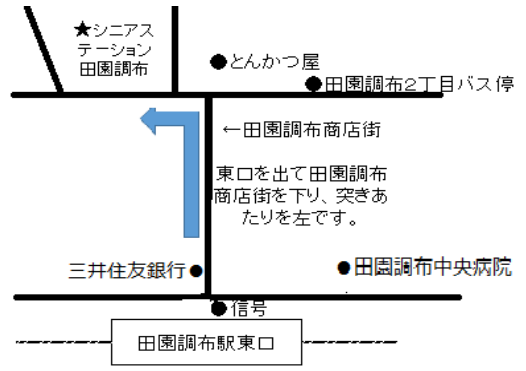 ★シニアス
テーション
田園調布
●とんかつ屋
●田園調布2丁目バス停
←田園調布商店街
東口を出て田園調布
商店街を下り、突きあ
たりを左です。
三井住友銀行●
●田園調布中央病院
●信号
田園調布駅東口